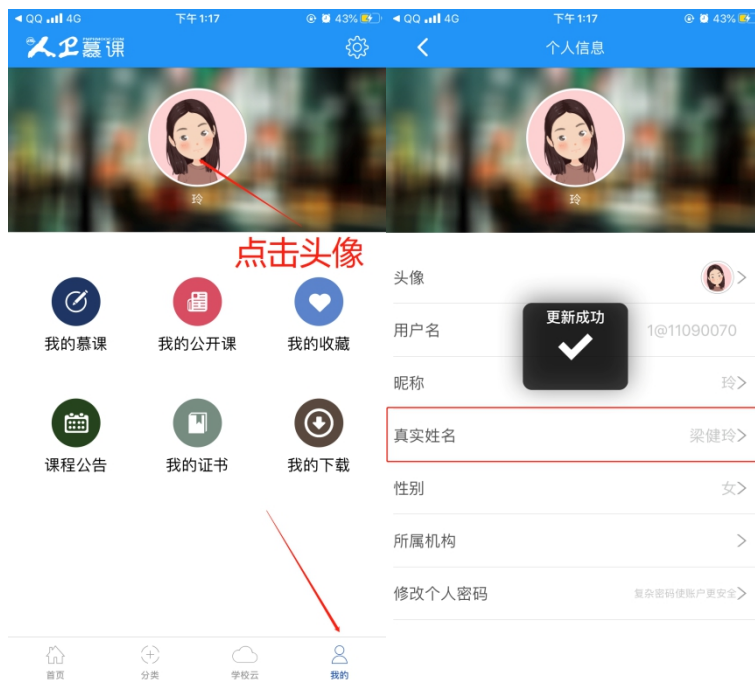 QQ 4G 下午1:17 43%
人卫慕课
玲
点击头像
我的慕课 我的公开课 我的收藏
课程公告 我的证书 我的下载
首页 分类 学校云 我的
QQ 4G 下午1:17 43%
个人信息
玲
头像
更新成功
用户名 1@11090070
昵称 玲
真实姓名 梁健玲
性别 女
所属机构
修改个人密码 复杂密码使账户更安全